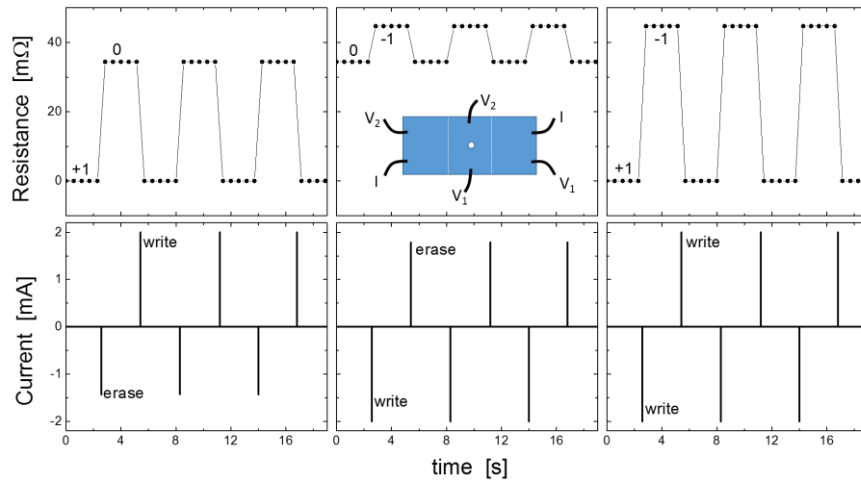 Resistance [mΩ]
40
20
0
+1
0
0
-1
V2
V2
I
I
V1
V1
+1
-1
Current [mA]
2
1
0
-1
-2
write
erase
erase
write
write
write
0 4 8 12 16
0 4 8 12 16
0 4 8 12 16
time [s]